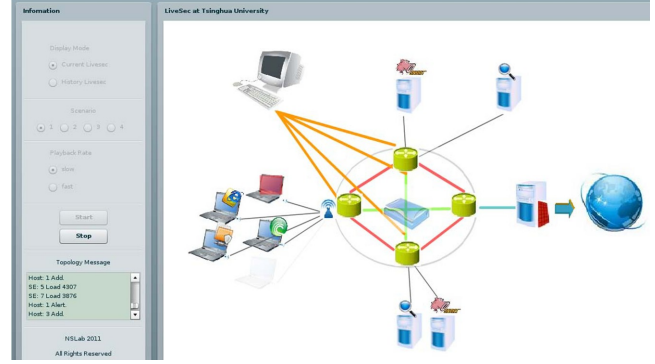 Infomation
LiveSec at Tsinghua University
Display Mode
Current Livesec
History Livesec
Scenario
1 2 3 4
Playback Rate
slow
fast
Start
Stop
Topology Message
Host: 1 Add.
SE: 5 Load 4307
SE: 7 Load 3876
Host: 1 Alert.
Host: 3 Add.
NSLab 2011
All Rights Reserved